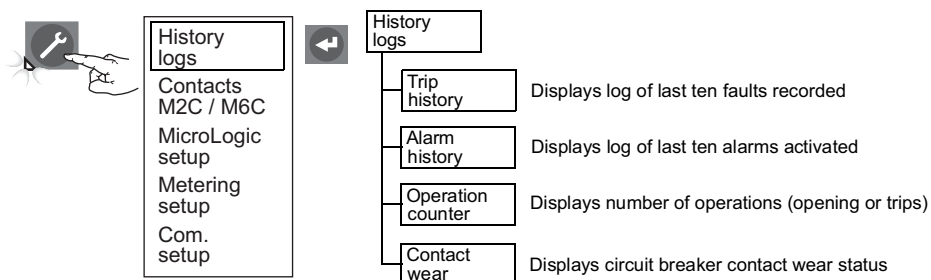 History
logs
Contacts
M2C / M6C
MicroLogic
setup
Metering
setup
Com.
setup
History
logs
Trip
history
Displays log of last ten faults recorded
Alarm
history
Displays log of last ten alarms activated
Operation
counter
Displays number of operations (opening or trips)
Contact
wear
Displays circuit breaker contact wear status